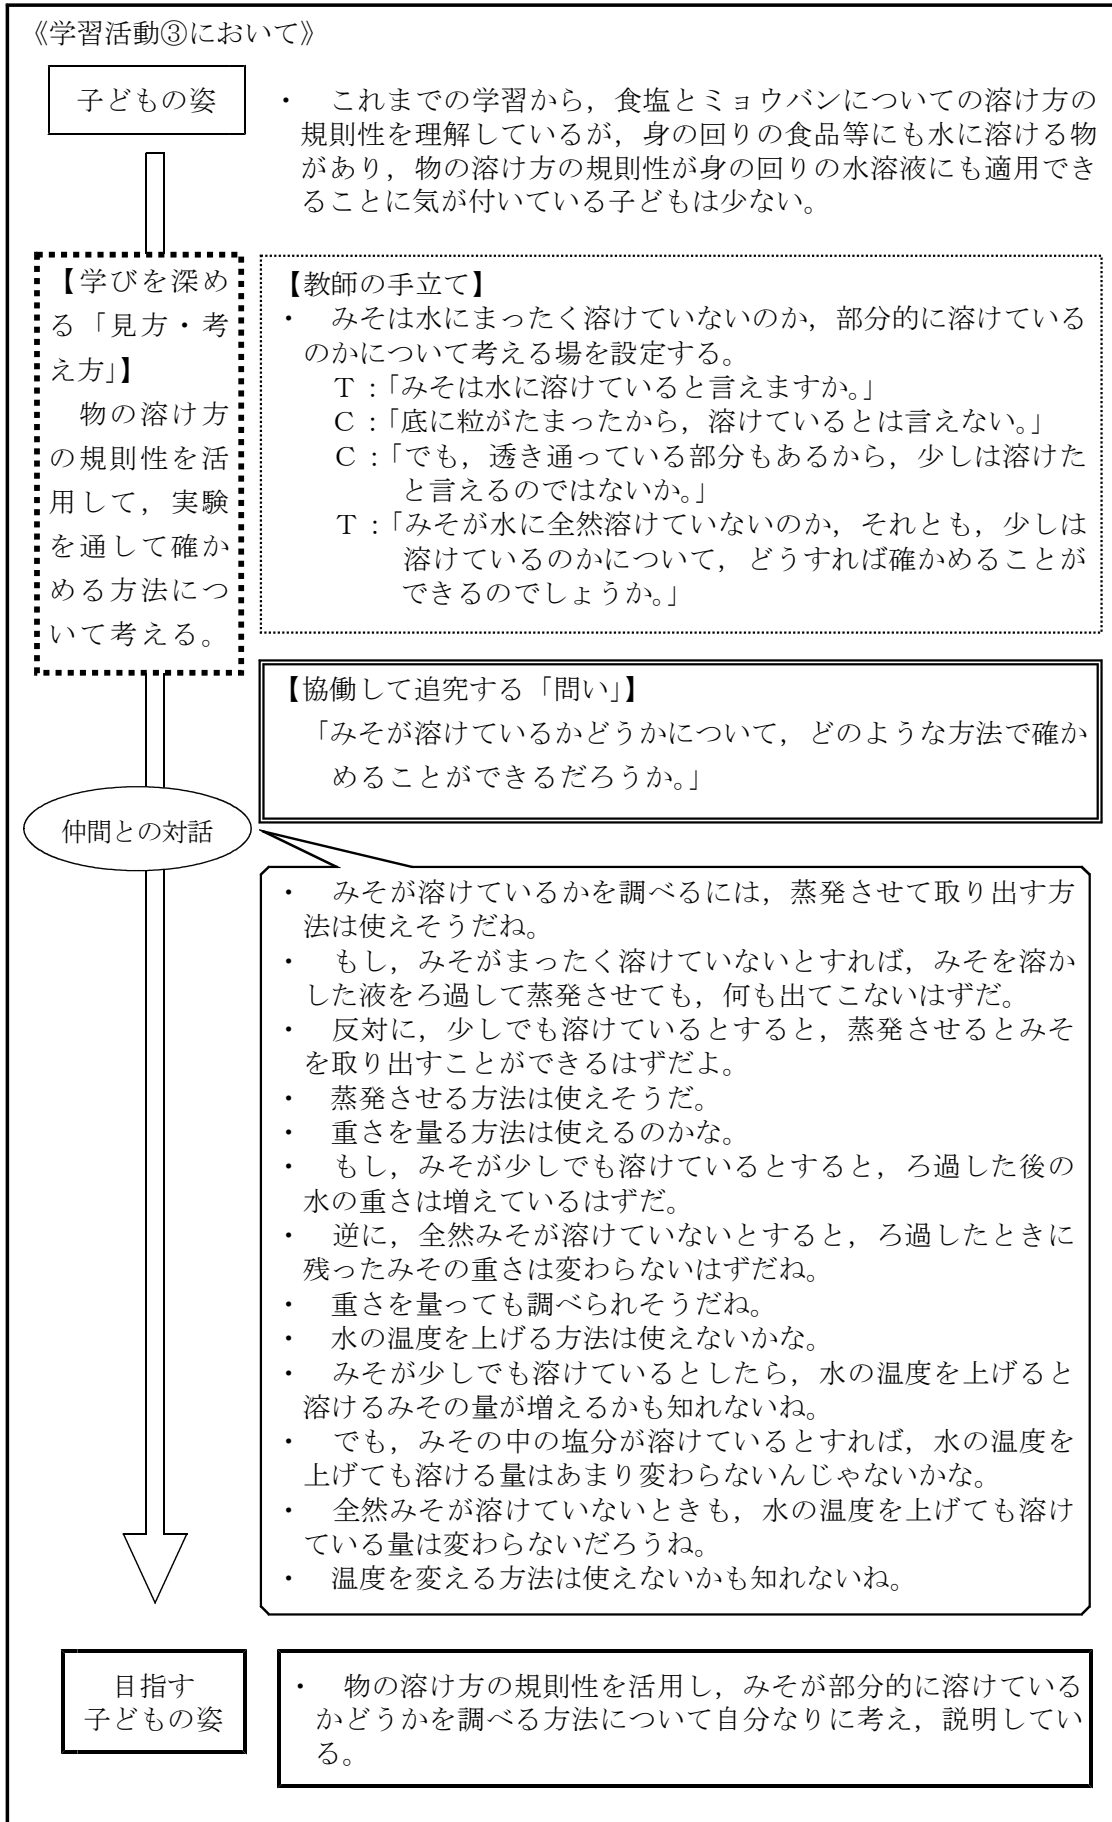 《学習活動③において》
子どもの姿
・　これまでの学習から，食塩とミョウバンについての溶け方の
規則性を理解しているが，身の回りの食品等にも水に溶ける物
があり，物の溶け方の規則性が身の回りの水溶液にも適用でき
ることに気が付いている子どもは少ない。
【学びを深め
る「見方・考
え方」】
物の溶け方
の規則性を活
用して，実験
を通して確か
める方法につ
いて考える。
【教師の手立て】
・　みそは水にまったく溶けていないのか，部分的に溶けている
のかについて考える場を設定する。
Ｔ：「みそは水に溶けていると言えますか。」
Ｃ：「底に粒がたまったから，溶けているとは言えない。」
Ｃ：「でも，透き通っている部分もあるから，少しは溶けた
と言えるのではないか。」
Ｔ：「みそが水に全然溶けていないのか，それとも，少しは
溶けているのかについて，どうすれば確かめることが
できるのでしょうか。」
【協働して追究する「問い」】
「みそが溶けているかどうかについて，どのような方法で確か
めることができるだろうか。」
仲間との対話
・　みそが溶けているかを調べるには，蒸発させて取り出す方
法は使えそうだね。
・　もし，みそがまったく溶けていないとすれば，みそを溶か
した液をろ過して蒸発させても，何も出てこないはずだ。
・　反対に，少しでも溶けているとすると，蒸発させるとみそ
を取り出すことができるはずだよ。
・　蒸発させる方法は使えそうだ。
・　重さを量る方法は使えるのかな。
・　もし，みそが少しでも溶けているとすると，ろ過した後の
水の重さは増えているはずだ。
・　逆に，全然みそが溶けていないとすると，ろ過したときに
残ったみその重さは変わらないはずだね。
・　重さを量っても調べられそうだね。
・　水の温度を上げる方法は使えないかな。
・　みそが少しでも溶けているとしたら，水の温度を上げると
溶けるみその量が増えるかも知れないね。
・　でも，みその中の塩分が溶けているとすれば，水の温度を
上げても溶ける量はあまり変わらないんじゃないかな。
・　全然みそが溶けていないときも，水の温度を上げても溶け
ている量は変わらないだろうね。
・　温度を変える方法は使えないかも知れないね。
目指す
子どもの姿
・　物の溶け方の規則性を活用し，みそが部分的に溶けている
かどうかを調べる方法について自分なりに考え，説明してい
る。